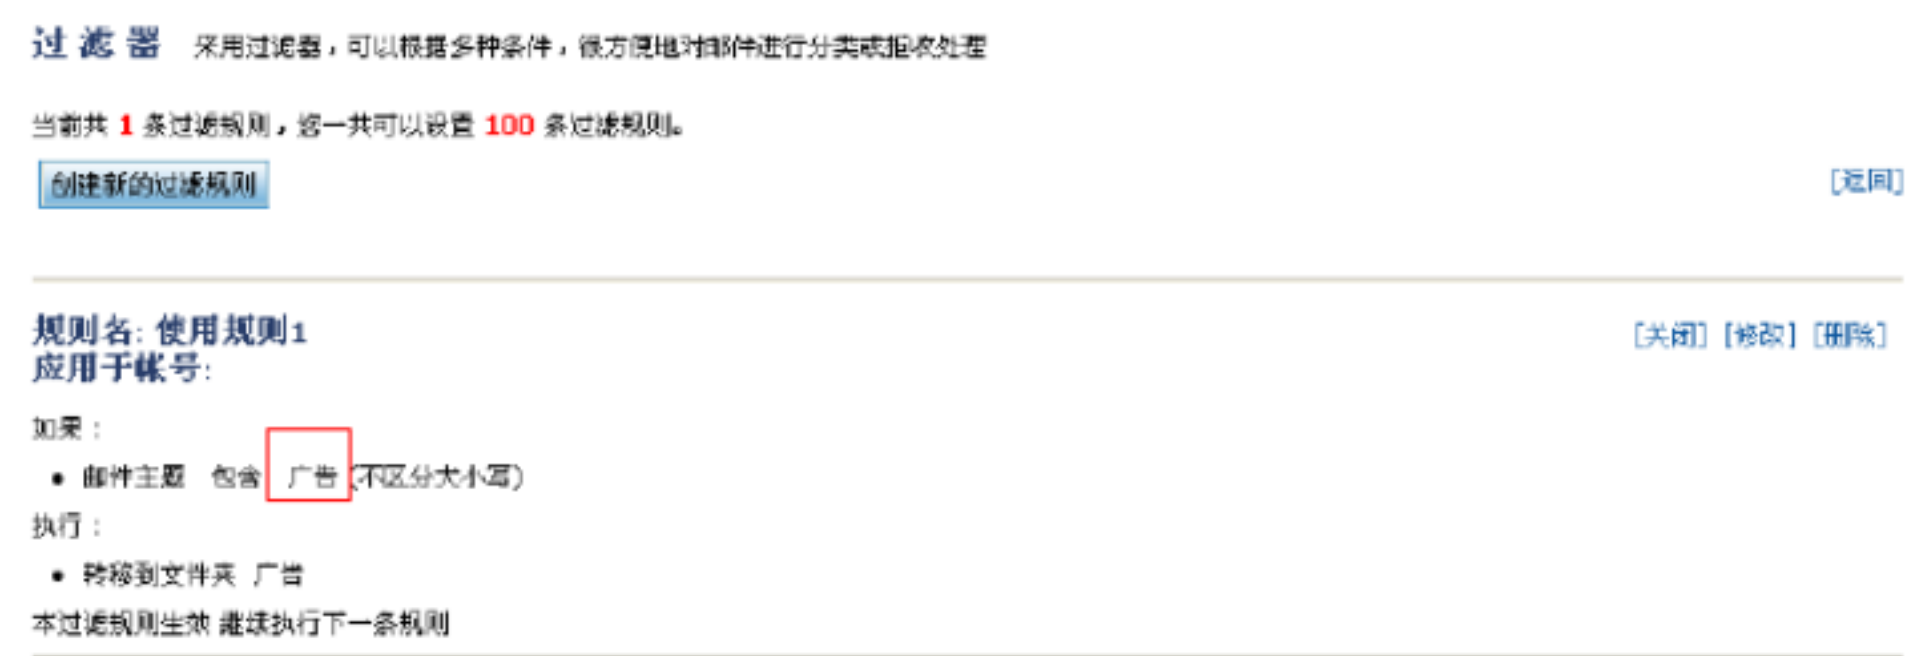 过滤器 采用过滤器，可以根据多种条件，很方便地对邮件进行分类或拒收处理
当前共 1 条过滤规则，您一共可以设置 100 条过滤规则。
创建新的过滤规则 [返回]
规则名: 使用规则1 [关闭] [修改] [删除]
应用于帐号:
如果：
• 邮件主题 包含 广告 (不区分大小写)
执行：
• 转移到文件夹 广告
本过滤规则生效 继续执行下一条规则